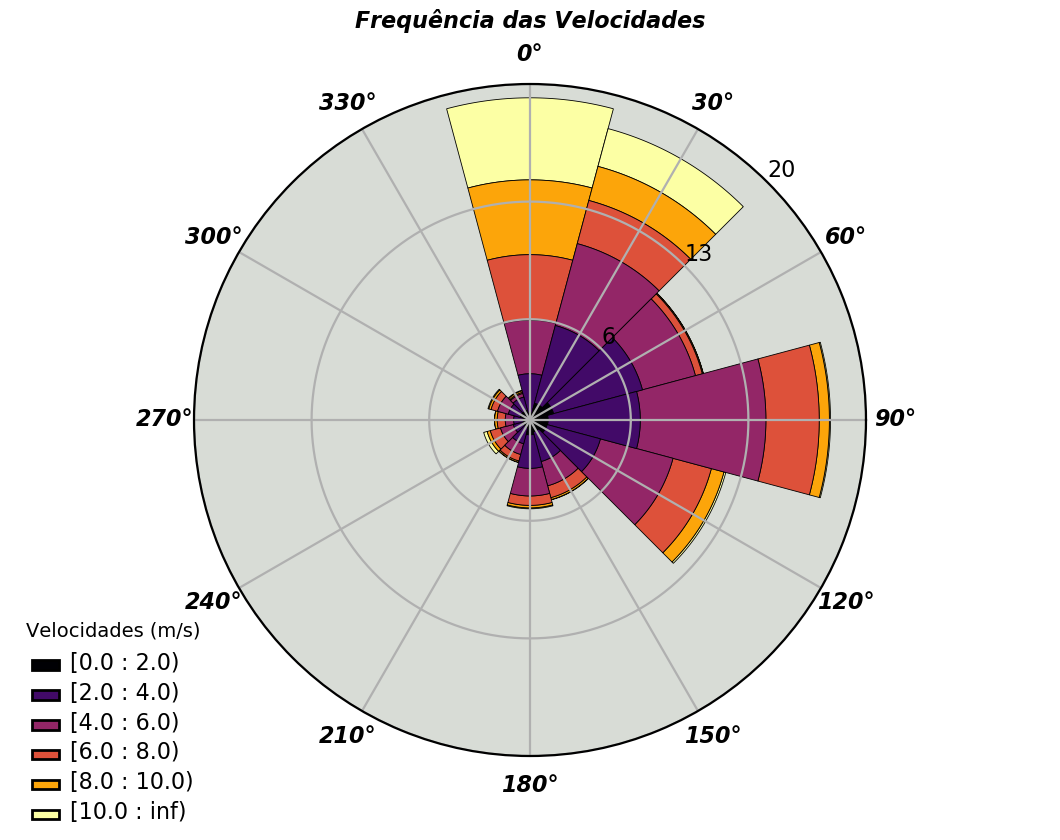 Frequência das Velocidades
0°
330°
30°
20
300°
60°
13
6
270°
90°
240°
120°
210°
150°
180°
Velocidades (m/s)
[0.0 : 2.0)
[2.0 : 4.0)
[4.0 : 6.0)
[6.0 : 8.0)
[8.0 : 10.0)
[10.0 : inf)